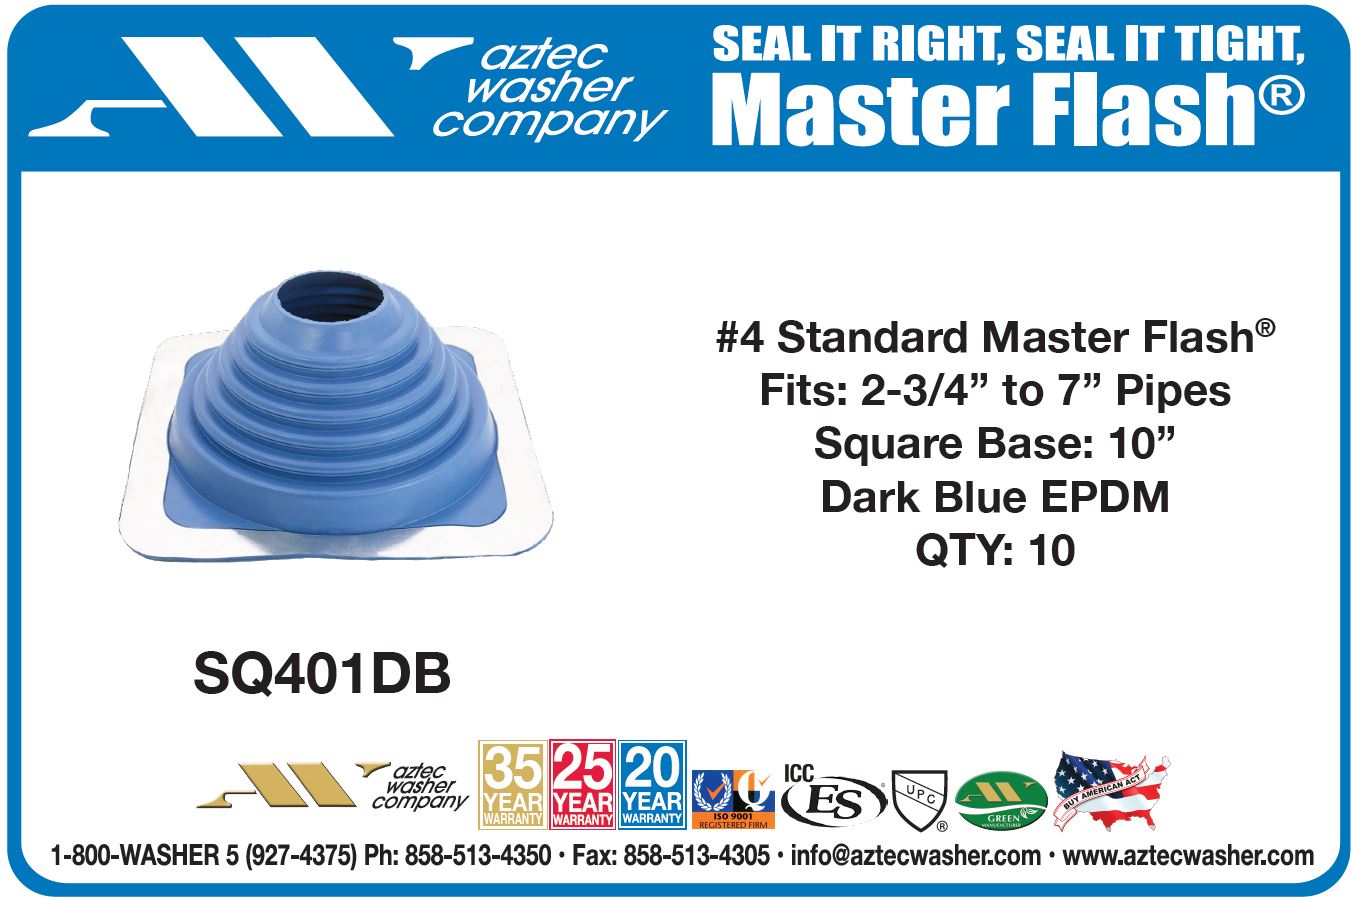 aztec
washer
company
SEAL IT RIGHT, SEAL IT TIGHT,
Master Flash®
#4 Standard Master Flash®
Fits: 2-3/4” to 7” Pipes
Square Base: 10”
Dark Blue EPDM
QTY: 10
SQ401DB
aztec
washer
company
35
YEAR
WARRANTY
25
YEAR
WARRANTY
20
YEAR
WARRANTY
Q
ISO 9001
REGISTERED FIRM
ICC
ES
UPC
®
GREEN
MANUFACTURER
BUY AMERICAN ACT
1-800-WASHER 5 (927-4375) Ph: 858-513-4350 · Fax: 858-513-4305 · info@aztecwasher.com · www.aztecwasher.com